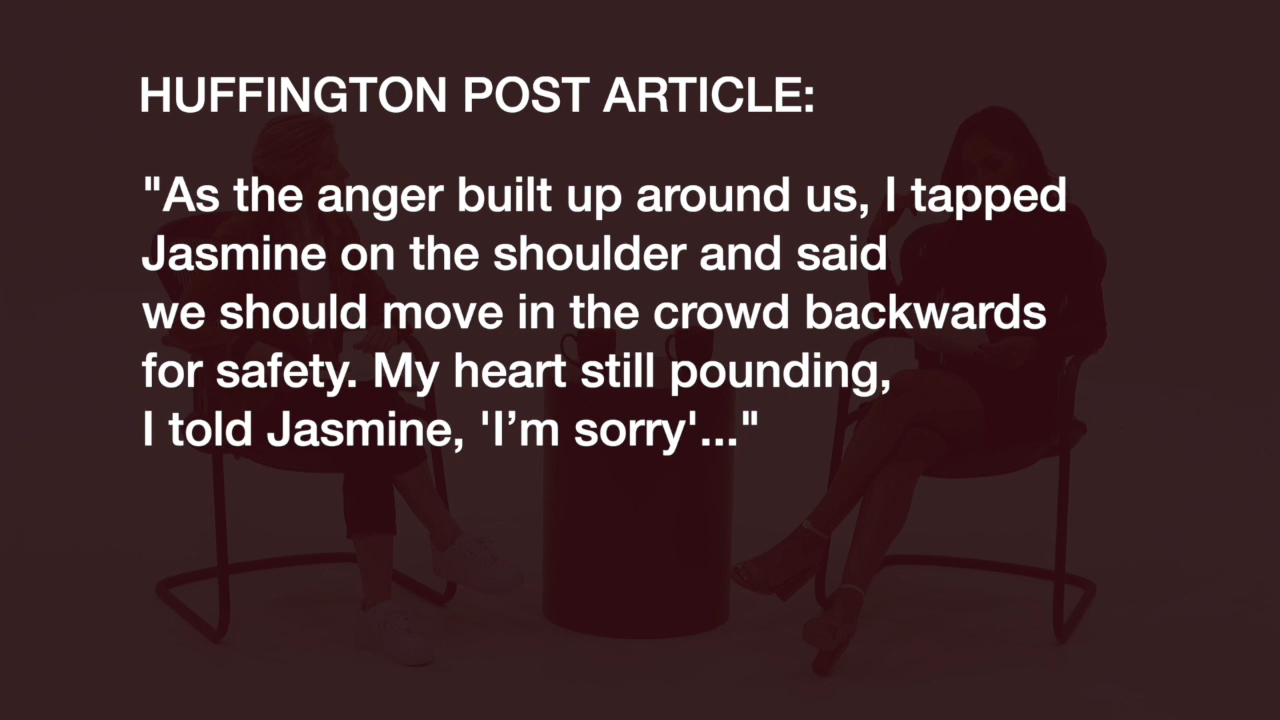 HUFFINGTON POST ARTICLE:
"As the anger built up around us, I tapped
Jasmine on the shoulder and said
we should move in the crowd backwards
for safety. My heart still pounding,
I told Jasmine, 'I’m sorry'..."